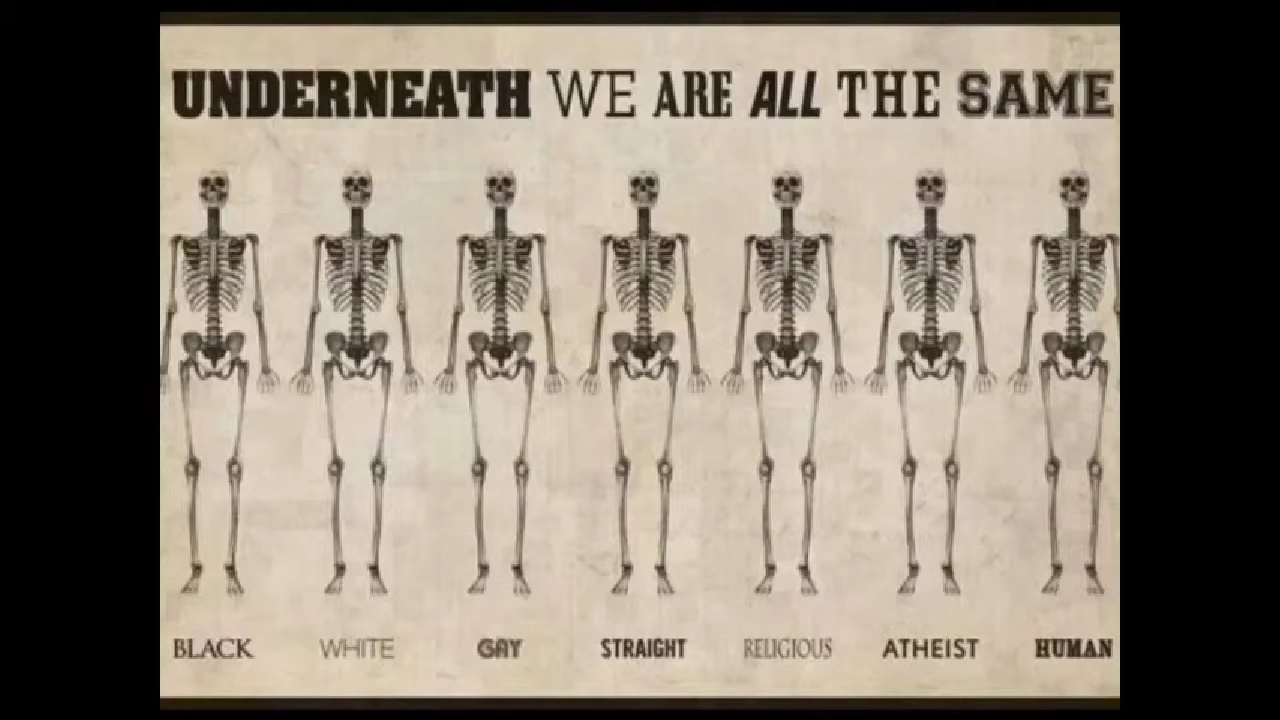 UNDERNEATH WE ARE ALL THE SAME
BLACK WHITE GAY STRAIGHT RELIGIOUS ATHEIST HUMAN